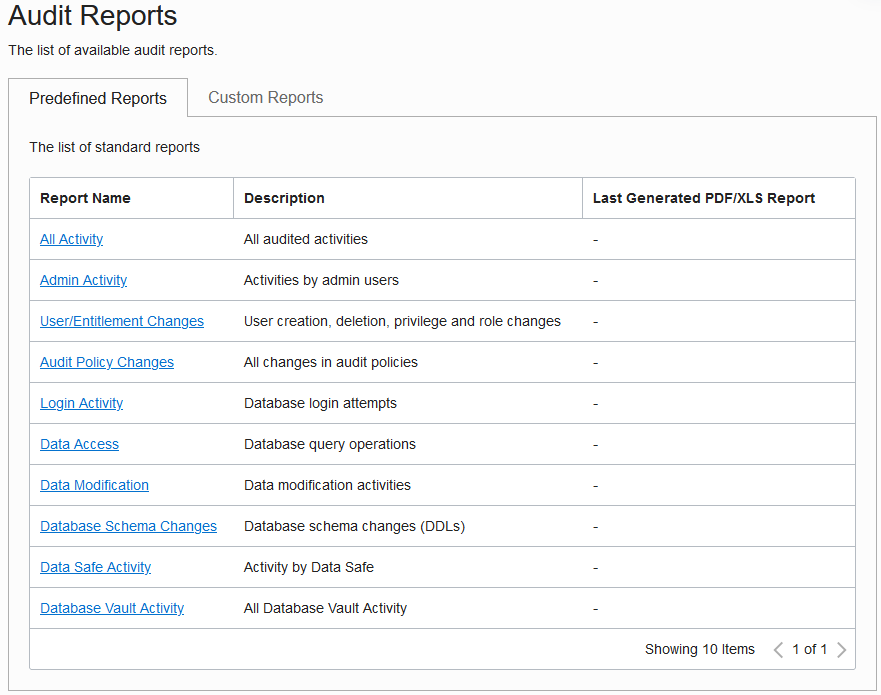 Audit Reports
The list of available audit reports.
Predefined Reports Custom Reports
The list of standard reports
Report Name Description Last Generated PDF/XLS Report
All Activity All audited activities -
Admin Activity Activities by admin users -
User/Entitlement Changes User creation, deletion, privilege and role changes -
Audit Policy Changes All changes in audit policies -
Login Activity Database login attempts -
Data Access Database query operations -
Data Modification Data modification activities -
Database Schema Changes Database schema changes (DDLs) -
Data Safe Activity Activity by Data Safe -
Database Vault Activity All Database Vault Activity -
Showing 10 Items 1 of 1